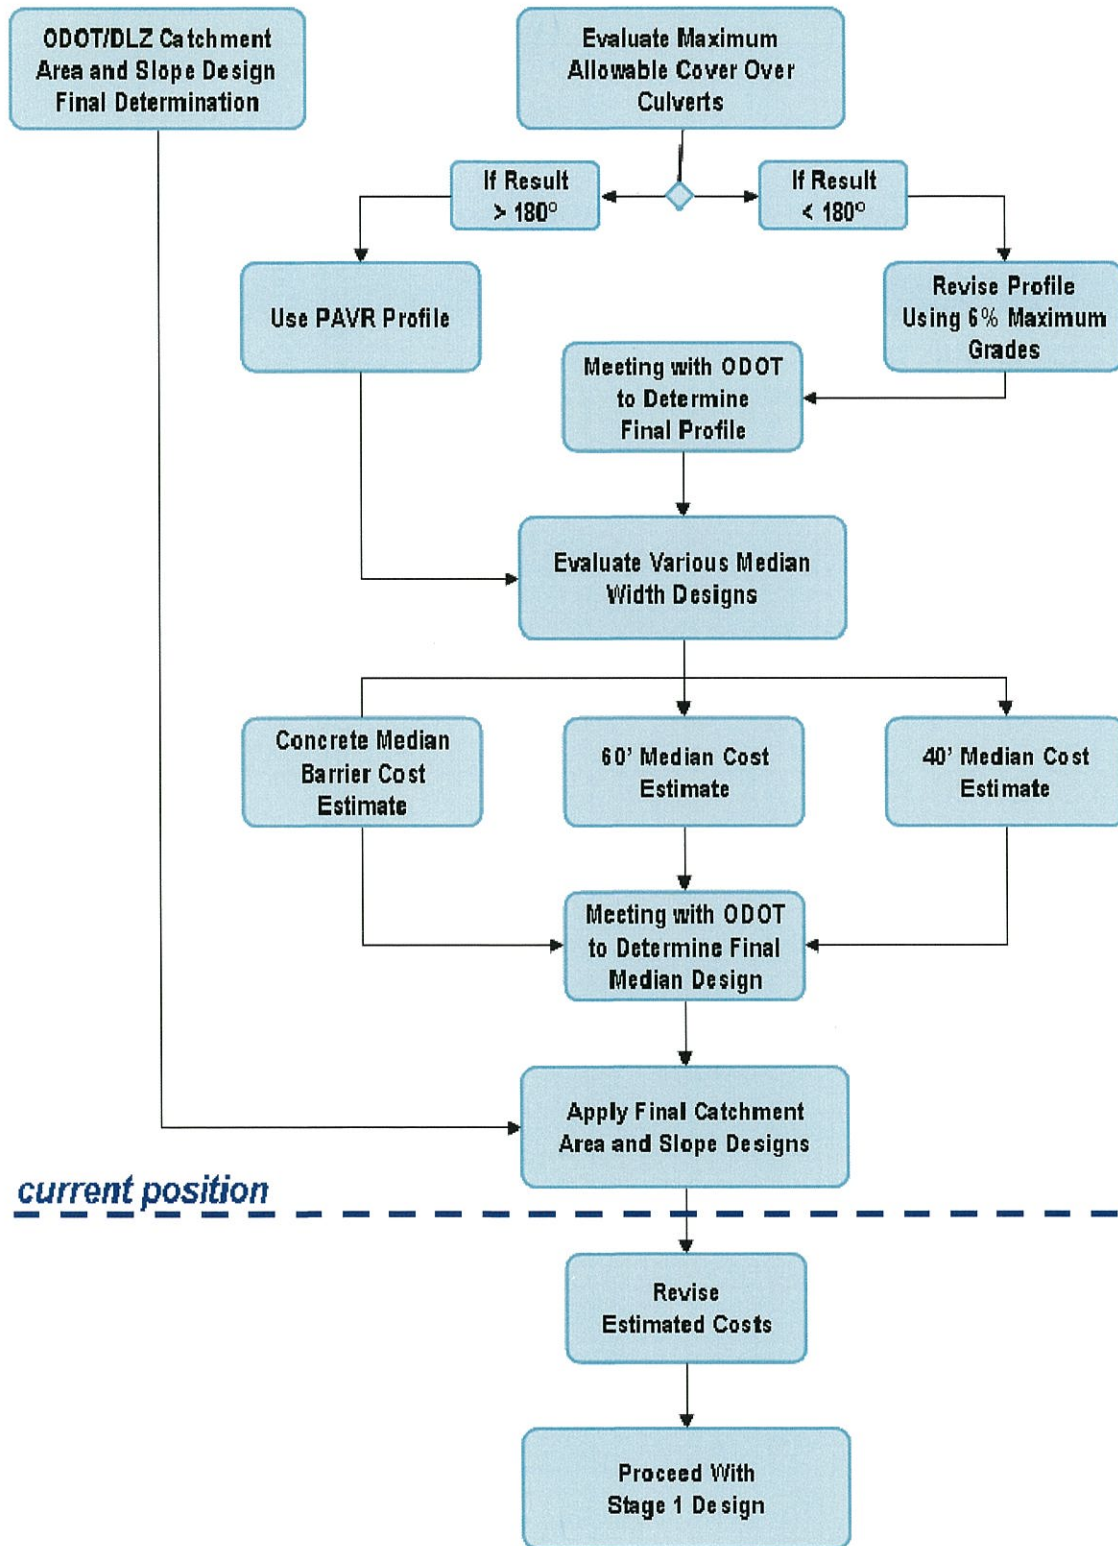 ODOT/DLZ Catchment
Area and Slope Design
Final Determination
Evaluate Maximum
Allowable Cover Over
Culverts
If Result
> 180º
If Result
< 180º
Use PAVR Profile
Revise Profile
Using 6% Maximum
Grades
Meeting with ODOT
to Determine
Final Profile
Evaluate Various Median
Width Designs
Concrete Median
Barrier Cost
Estimate
60' Median Cost
Estimate
40' Median Cost
Estimate
Meeting with ODOT
to Determine Final
Median Design
Apply Final Catchment
Area and Slope Designs
current position
Revise
Estimated Costs
Proceed With
Stage 1 Design